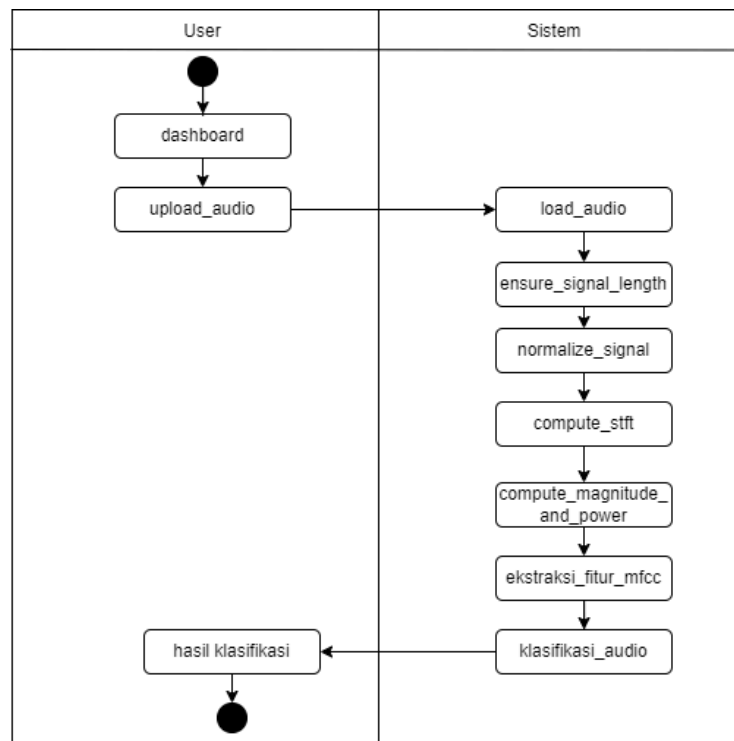 User
Sistem
dashboard
upload_audio
load_audio
ensure_signal_length
normalize_signal
compute_stft
compute_magnitude_
and_power
ekstraksi_fitur_mfcc
klasifikasi_audio
hasil klasifikasi